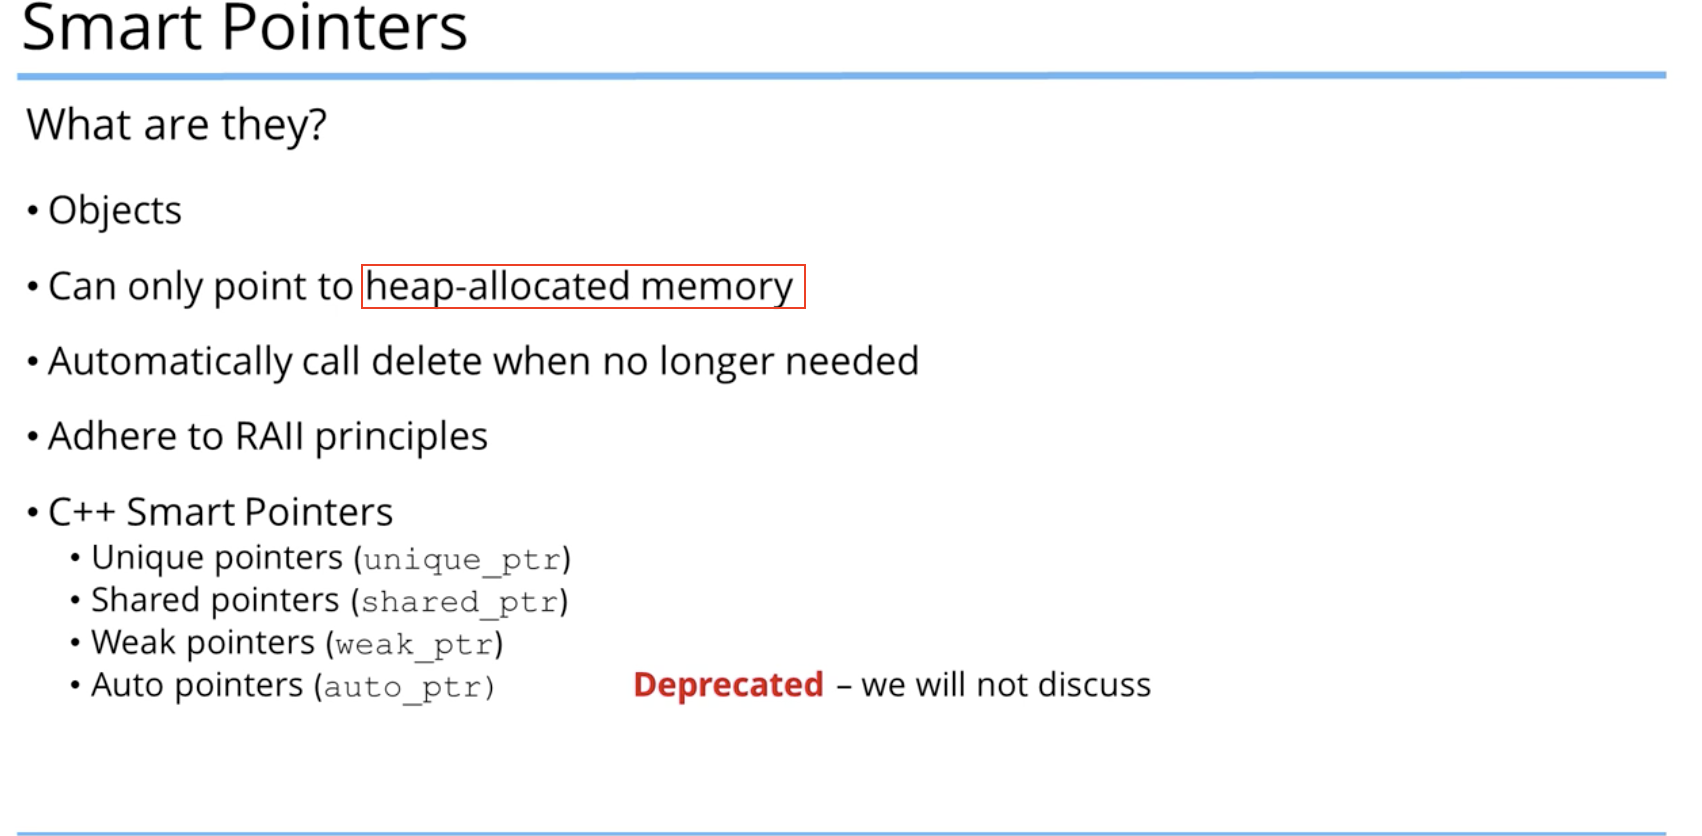 Smart Pointers
What are they?
• Objects
• Can only point to heap-allocated memory
• Automatically call delete when no longer needed
• Adhere to RAII principles
• C++ Smart Pointers
• Unique pointers (unique_ptr)
• Shared pointers (shared_ptr)
• Weak pointers (weak_ptr)
• Auto pointers (auto_ptr) Deprecated – we will not discuss